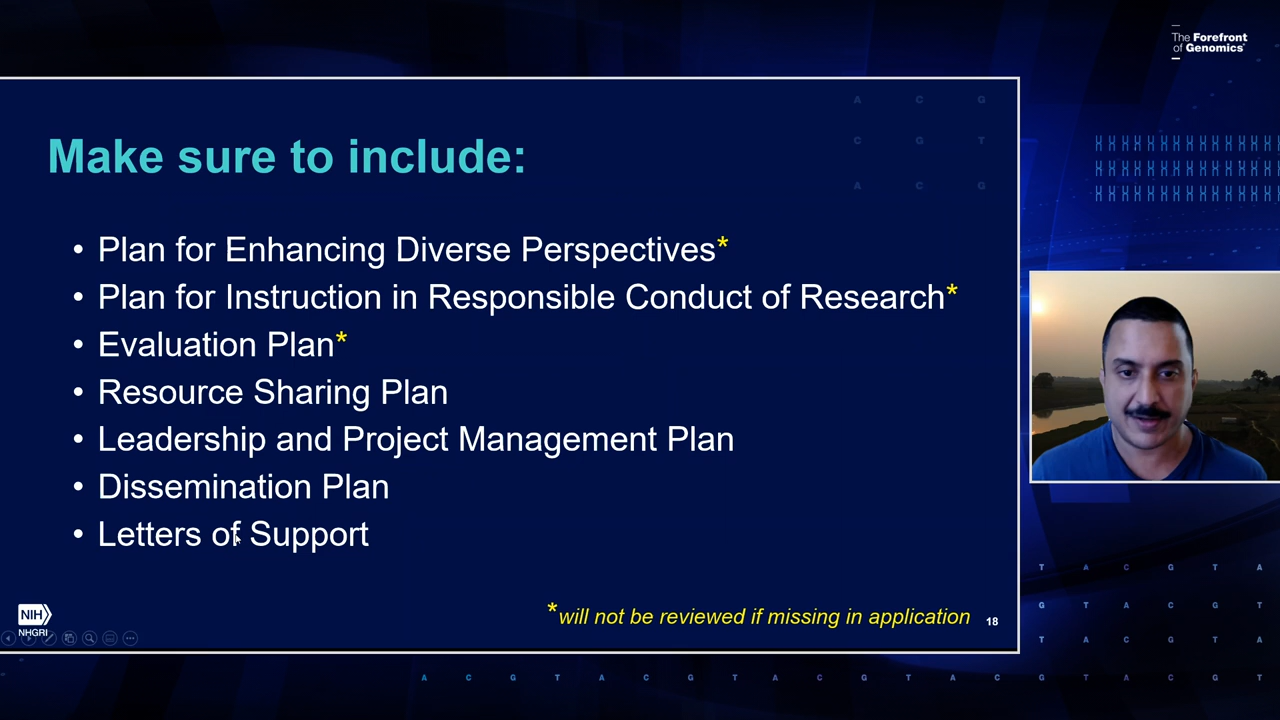 The Forefront
of Genomics®
A C G
C G T
A C G
Make sure to include:
• Plan for Enhancing Diverse Perspectives*
• Plan for Instruction in Responsible Conduct of Research*
• Evaluation Plan*
• Resource Sharing Plan
• Leadership and Project Management Plan
• Dissemination Plan
• Letters of Support
*will not be reviewed if missing in application
18
NIH
NHGRI
T A C G T A
G T A C G T
T A C G T A
A C G T A C G T A C G T A C G T A C G T